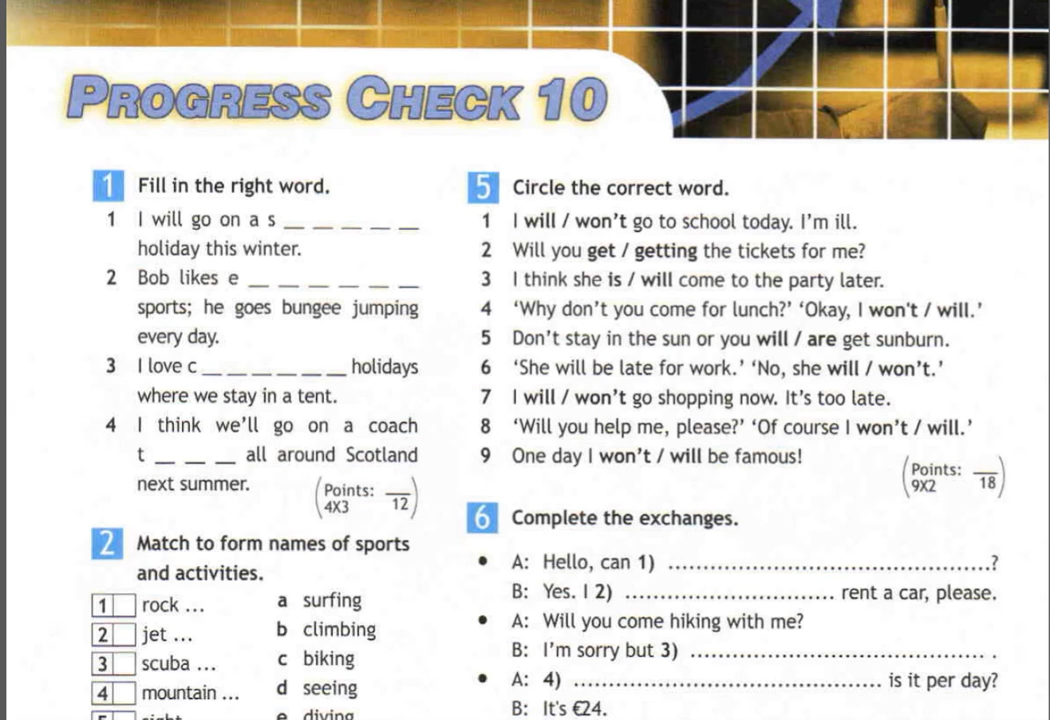 PROGRESS CHECK 10
1 Fill in the right word.
1 I will go on a s _ _ _ _ _ _
holiday this winter.
2 Bob likes e _ _ _ _ _ _
sports; he goes bungee jumping
every day.
3 I love c _ _ _ _ _ _ holidays
where we stay in a tent.
4 I think we'll go on a coach
t _ _ _ all around Scotland
next summer.
(Points: __
4X3 12)
2 Match to form names of sports
and activities.
1 rock ... a surfing
2 jet ... b climbing
3 scuba ... c biking
4 mountain ... d seeing
5 sight e diving
5 Circle the correct word.
1 I will / won't go to school today. I'm ill.
2 Will you get / getting the tickets for me?
3 I think she is / will come to the party later.
4 'Why don't you come for lunch?' 'Okay, I won't / will.'
5 Don't stay in the sun or you will / are get sunburn.
6 'She will be late for work.' 'No, she will / won't.'
7 I will / won't go shopping now. It's too late.
8 'Will you help me, please?' 'Of course I won't / will.'
9 One day I won't / will be famous!
(Points: __
9X2 18)
6 Complete the exchanges.
• A: Hello, can 1) ..................................................?
B: Yes. I 2) ................................ rent a car, please.
• A: Will you come hiking with me?
B: I'm sorry but 3) ............................................. .
• A: 4) ............................................... is it per day?
B: It's €24.